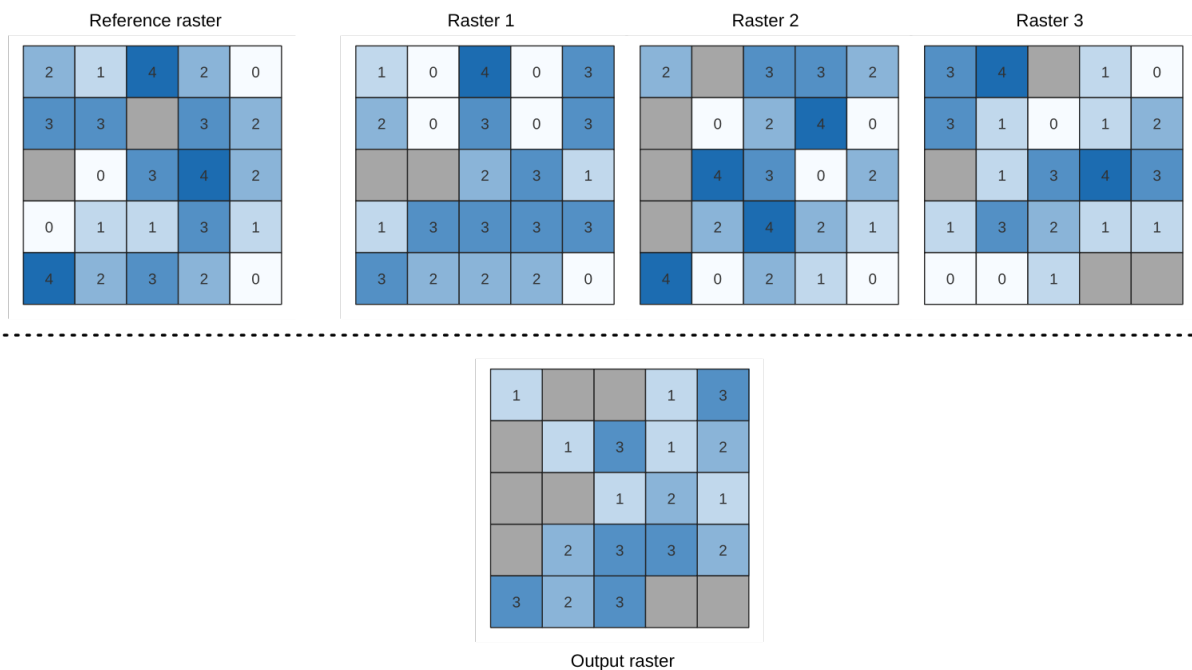 Reference raster Raster 1 Raster 2 Raster 3
2 1 4 2 0 1 0 4 0 3 2 3 3 2 3 4 1 0
3 3 3 2 2 0 3 0 3 0 2 4 0 3 1 0 1 2
0 3 4 2 2 3 1 4 3 0 2 1 3 4 3
0 1 1 3 1 1 3 3 3 3 2 4 2 1 1 3 2 1 1
4 2 3 2 0 3 2 2 2 0 4 0 2 1 0 0 0 1
1 1 3
1 3 1 2
1 2 1
2 3 3 2
3 2 3
Output raster